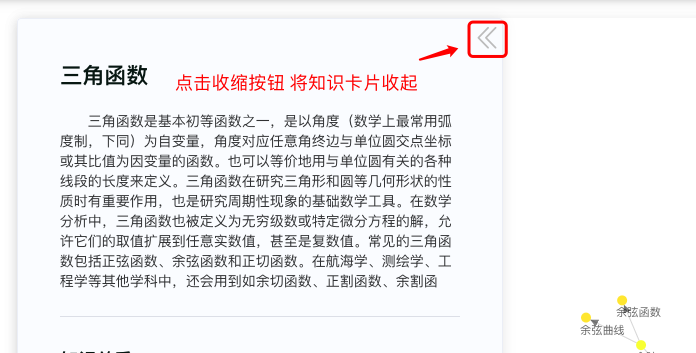 三角函数
点击收缩按钮 将知识卡片收起
三角函数是基本初等函数之一，是以角度（数学上最常用弧
度制，下同）为自变量，角度对应任意角终边与单位圆交点坐标
或其比值为因变量的函数。也可以等价地用与单位圆有关的各种
线段的长度来定义。三角函数在研究三角形和圆等几何形状的性
质时有重要作用，也是研究周期性现象的基础数学工具。在数学
分析中，三角函数也被定义为无穷级数或特定微分方程的解，允
许它们的取值扩展到任意实数值，甚至是复数值。常见的三角函
数包括正弦函数、余弦函数和正切函数。在航海学、测绘学、工
程学等其他学科中，还会用到如余切函数、正割函数、余割函
余弦函数
余弦曲线